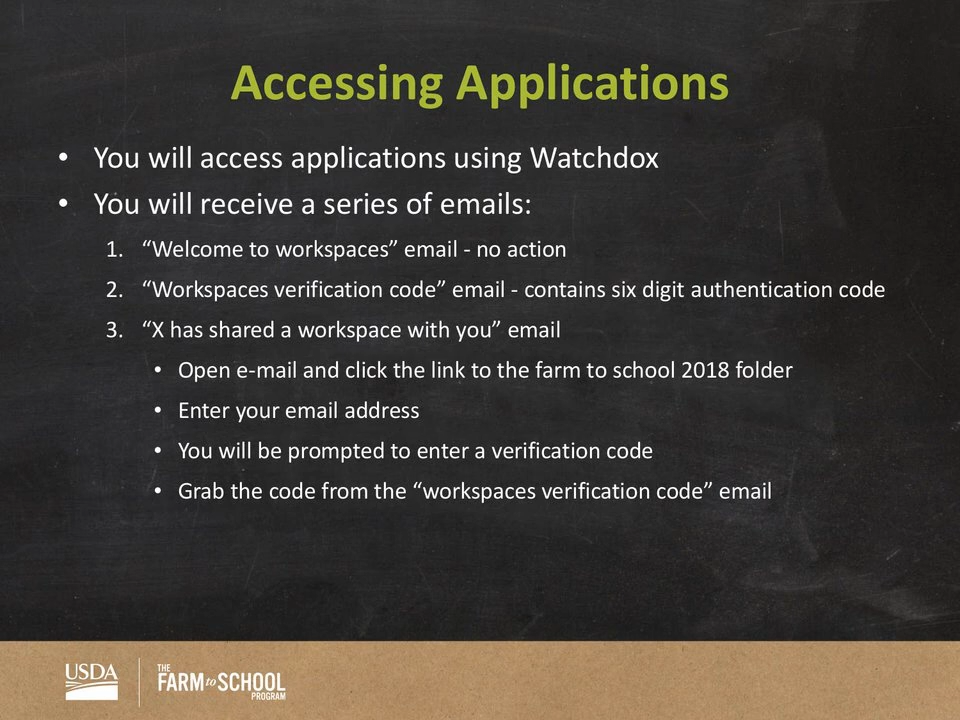 Accessing Applications
• You will access applications using Watchdox
• You will receive a series of emails:
1. “Welcome to workspaces” email - no action
2. “Workspaces verification code” email - contains six digit authentication code
3. “X has shared a workspace with you” email
• Open e-mail and click the link to the farm to school 2018 folder
• Enter your email address
• You will be prompted to enter a verification code
• Grab the code from the “workspaces verification code” email
USDA
THE
FARM to SCHOOL
PROGRAM